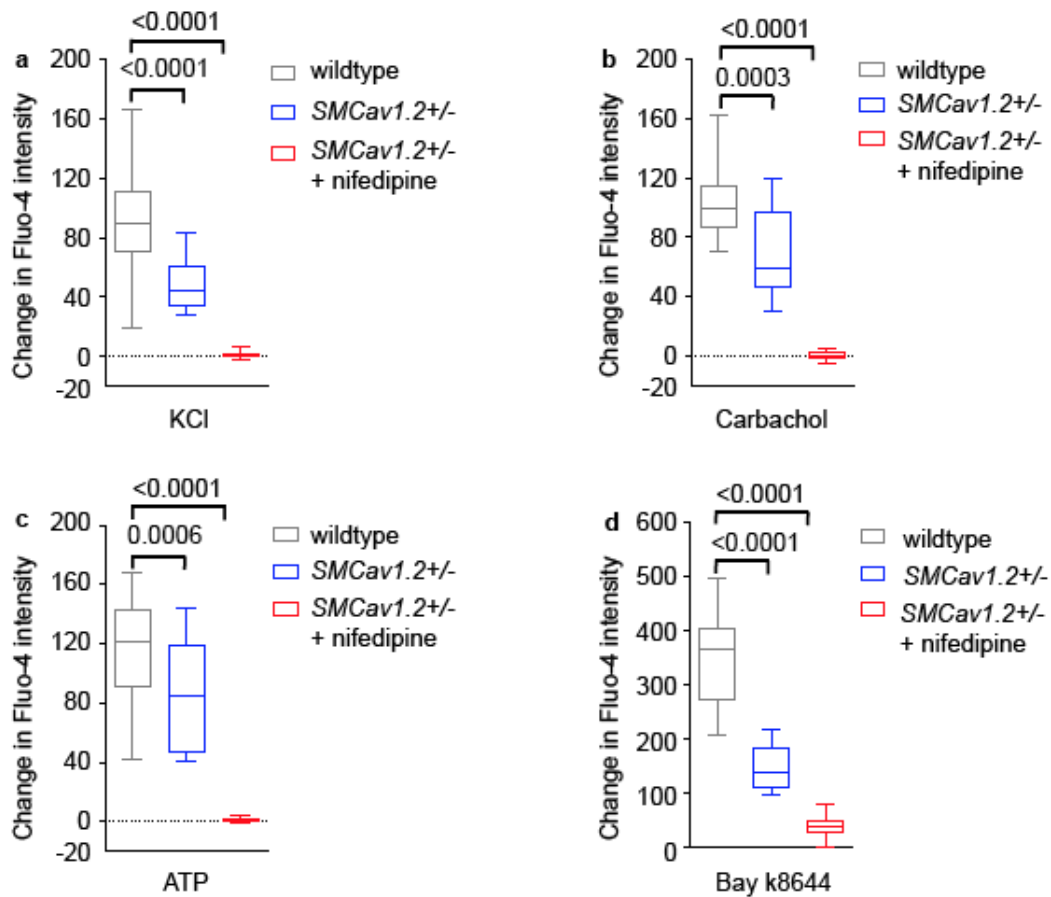 a
<0.0001
<0.0001
200
160
120
80
40
0
-20
Change in Fluo-4 intensity
KCl
wildtype
SMCav1.2+/-
SMCav1.2+/-
+ nifedipine
b
<0.0001
0.0003
200
160
120
80
40
0
-20
Change in Fluo-4 intensity
Carbachol
wildtype
SMCav1.2+/-
SMCav1.2+/-
+ nifedipine
c
<0.0001
0.0006
200
160
120
80
40
0
-20
Change in Fluo-4 intensity
ATP
wildtype
SMCav1.2+/-
SMCav1.2+/-
+ nifedipine
d
<0.0001
<0.0001
600
500
400
300
200
100
0
Change in Fluo-4 intensity
Bay k8644
wildtype
SMCav1.2+/-
SMCav1.2+/-
+ nifedipine